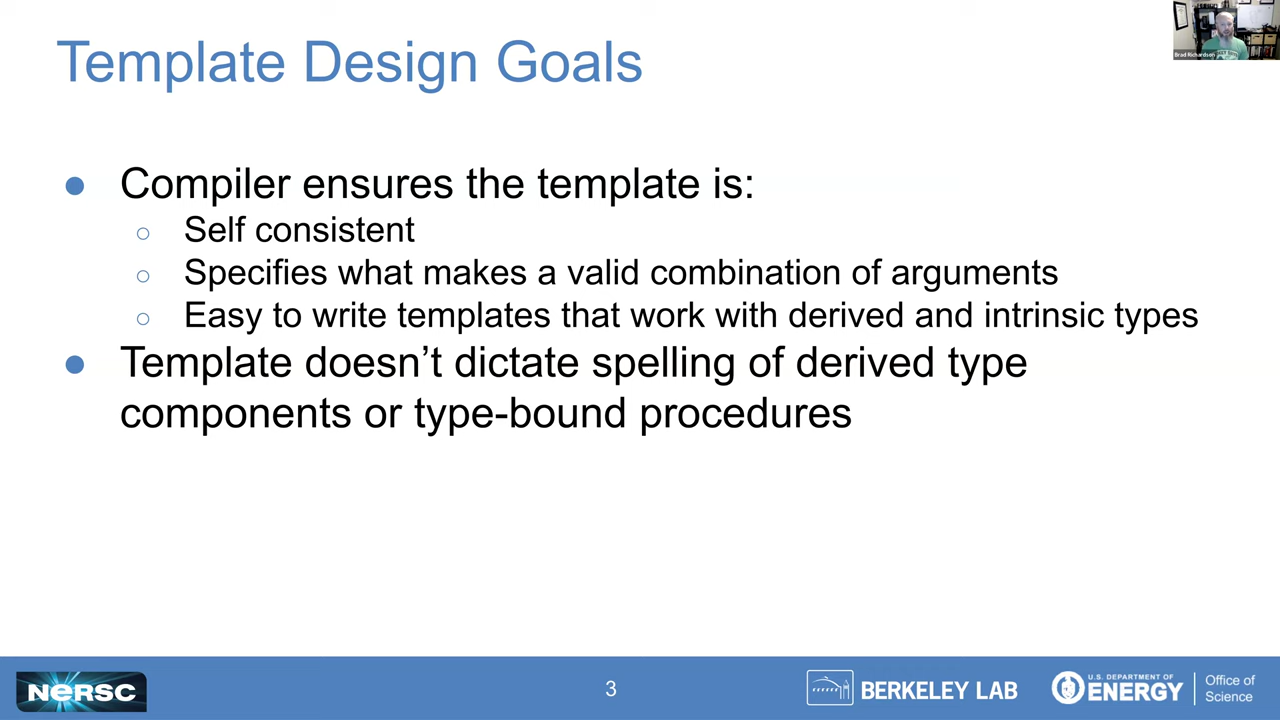 Template Design Goals
Brad Richardson
● Compiler ensures the template is:
○ Self consistent
○ Specifies what makes a valid combination of arguments
○ Easy to write templates that work with derived and intrinsic types
● Template doesn’t dictate spelling of derived type
components or type-bound procedures
NERSC
3
BERKELEY LAB
U.S. DEPARTMENT OF
ENERGY
Office of
Science